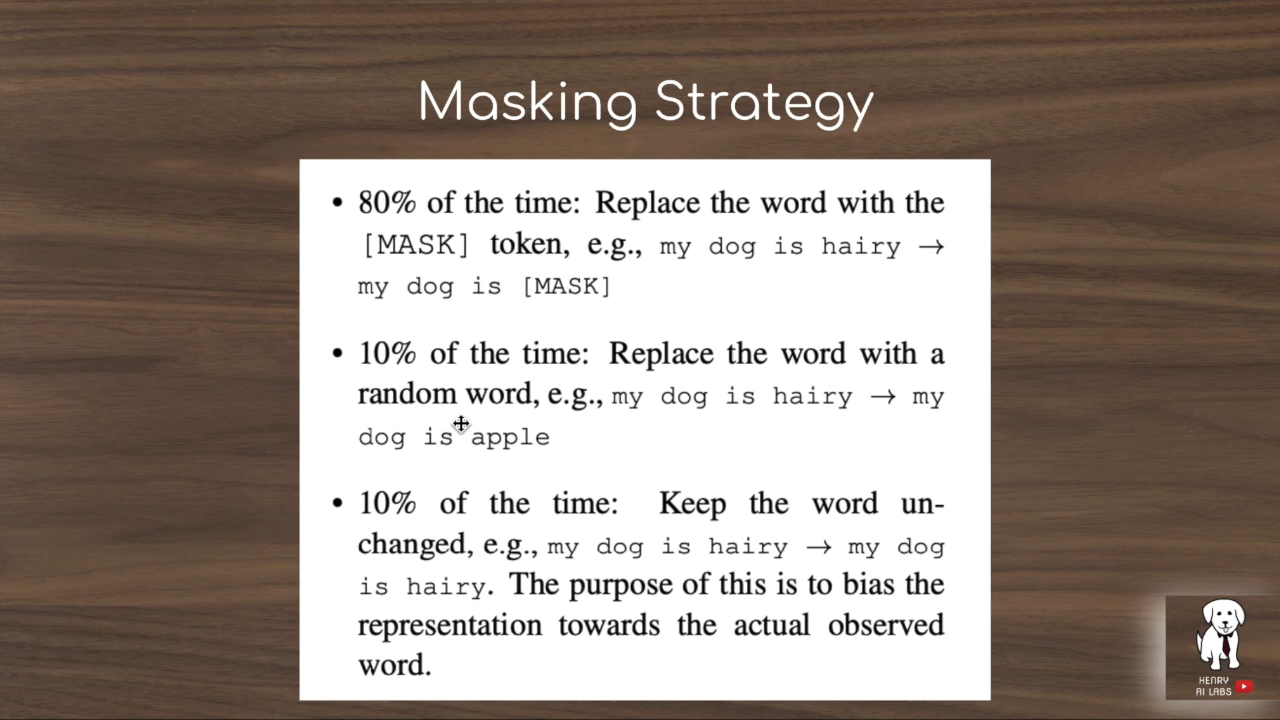 Masking Strategy
• 80% of the time: Replace the word with the
[MASK] token, e.g., my dog is hairy →
my dog is [MASK]
• 10% of the time: Replace the word with a
random word, e.g., my dog is hairy → my
dog is apple
• 10% of the time: Keep the word un-
changed, e.g., my dog is hairy → my dog
is hairy. The purpose of this is to bias the
representation towards the actual observed
word.
HENRY
AI LABS